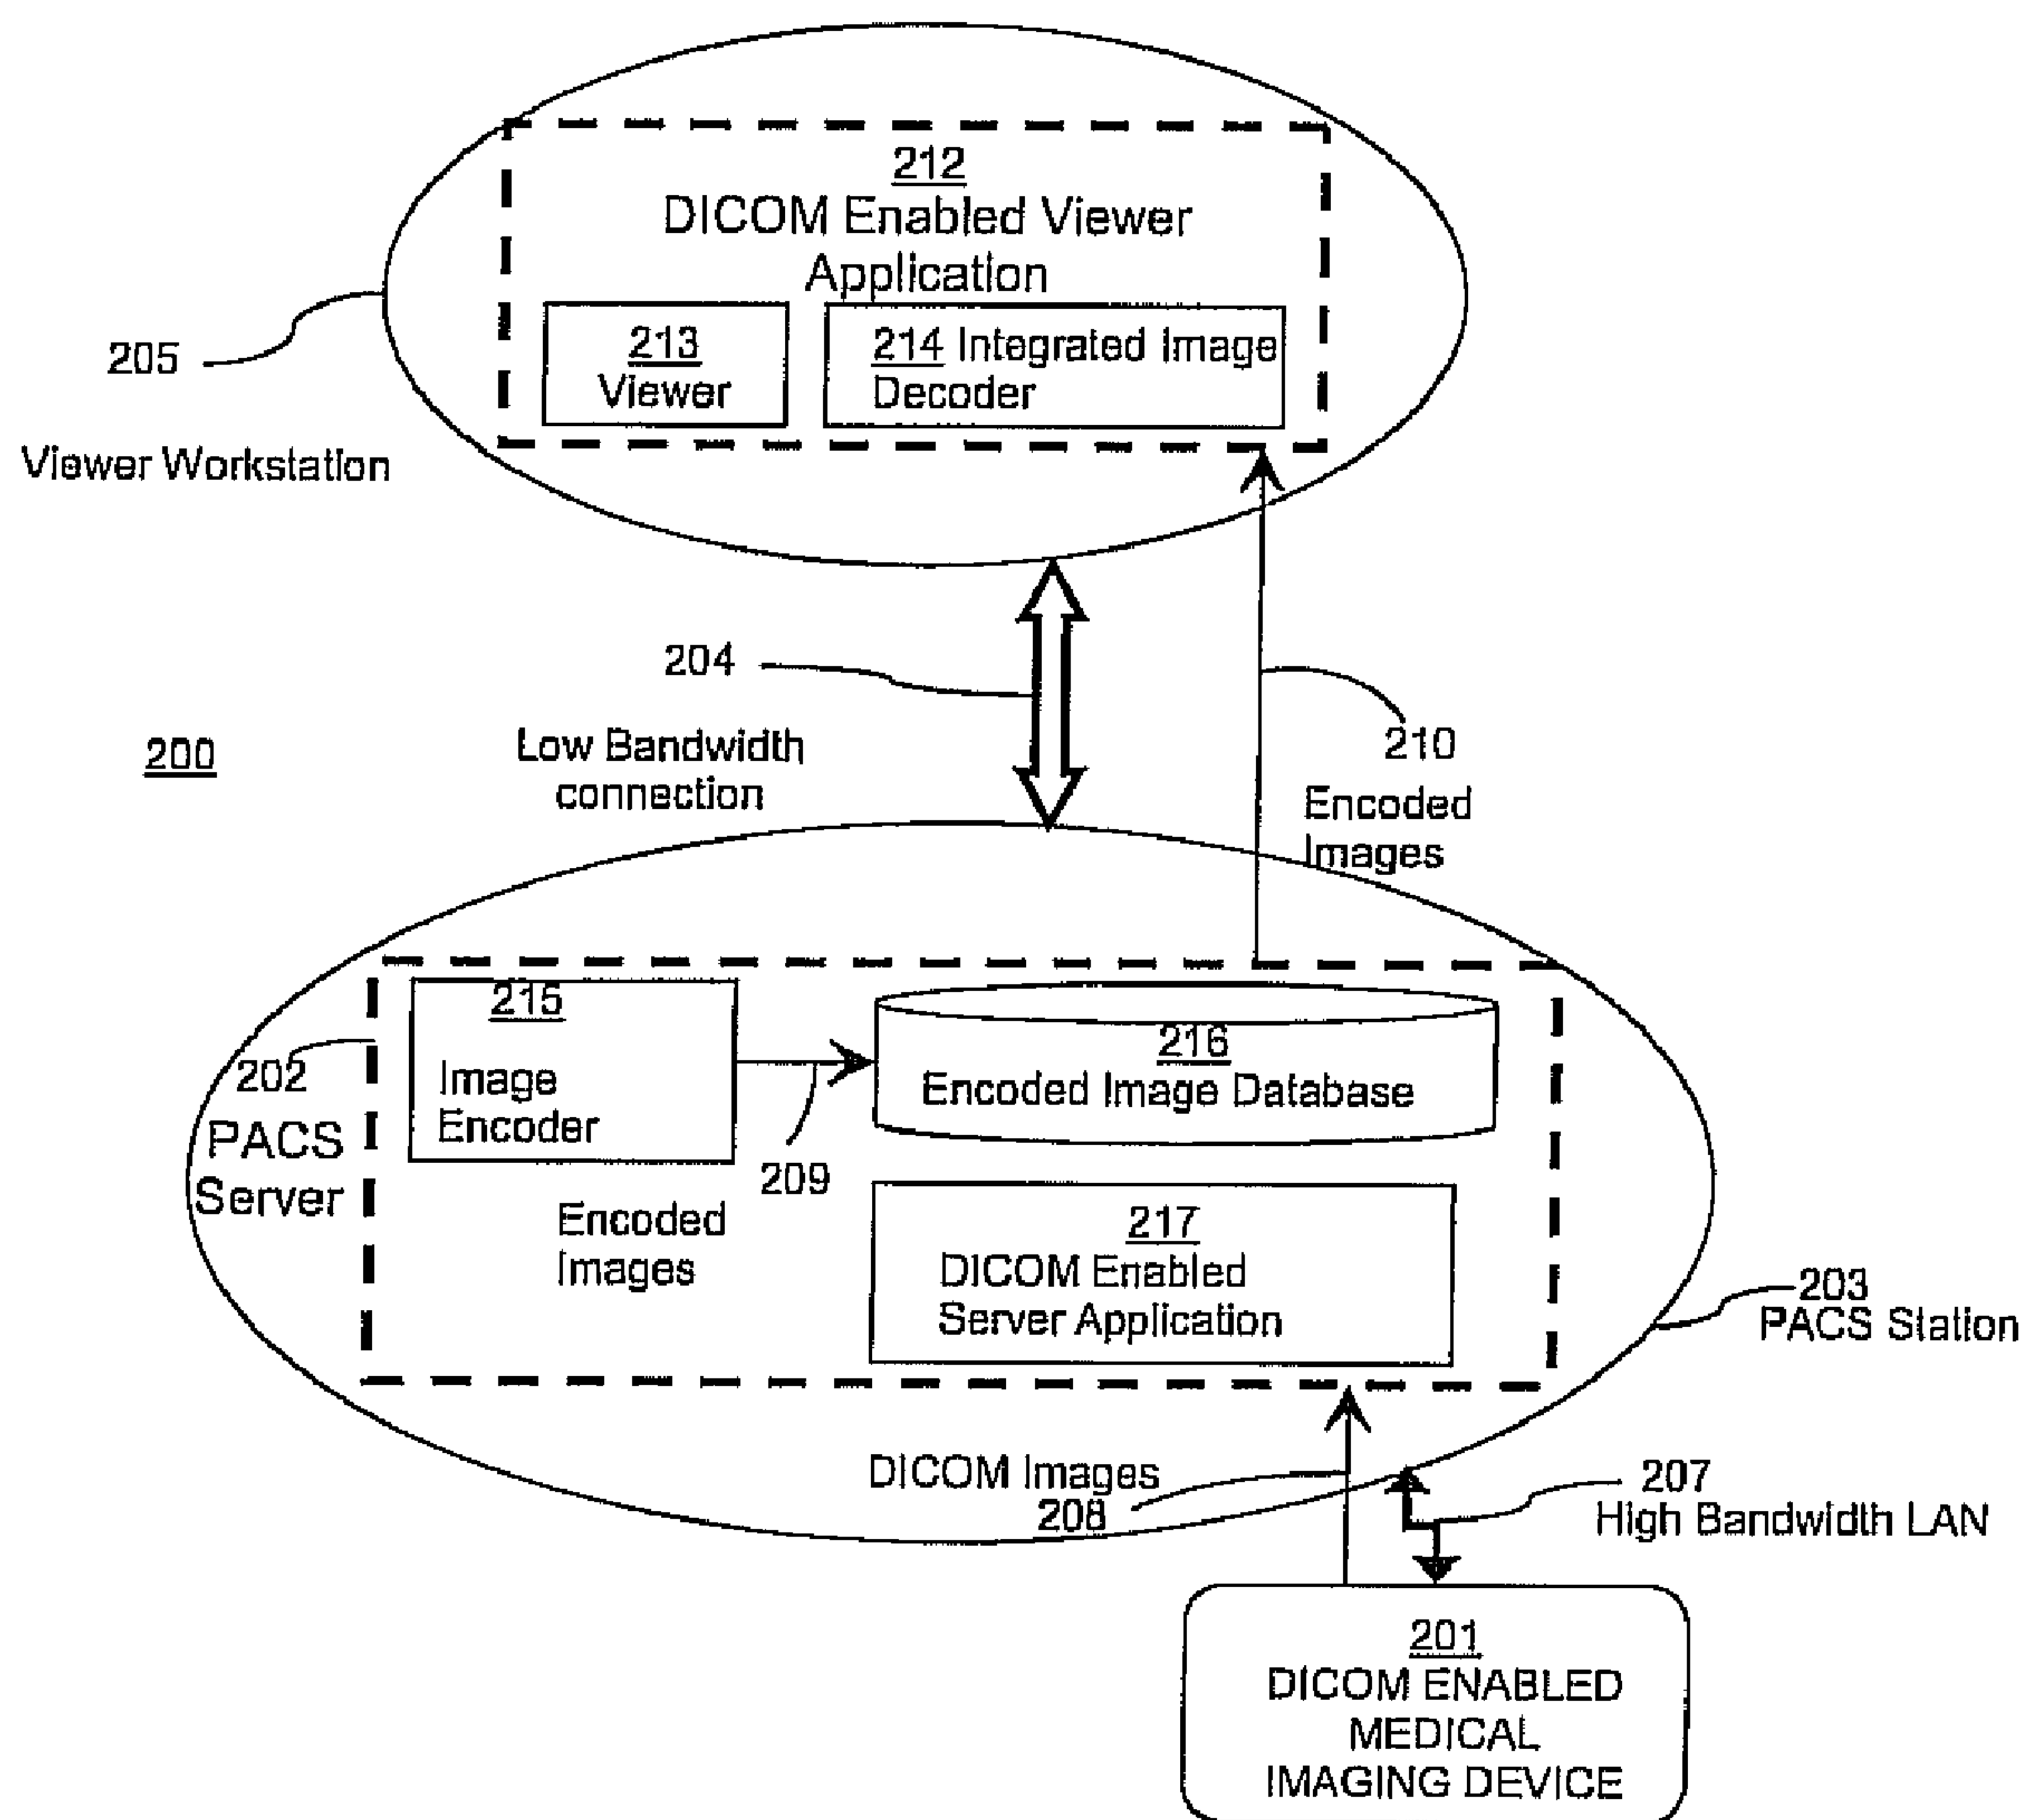 212
DICOM Enabled Viewer
Application
213
Viewer
214 Integrated Image
Decoder
205
Viewer Workstation
204
Low Bandwidth
connection
200
210
Encoded
Images
215
Image
Encoder
202
PACS
Server
209
Encoded
Images
216
Encoded Image Database
217
DICOM Enabled
Server Application
203
PACS Station
DICOM Images
208
207
High Bandwidth LAN
201
DICOM ENABLED
MEDICAL
IMAGING DEVICE